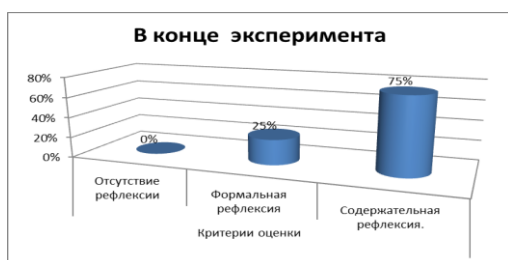 В конце эксперимента
80%
60%
40%
20%
0%
0%
25%
75%
Отсутствие
рефлексии
Формальная
рефлексия
Содержательная
рефлексия.
Критерии оценки